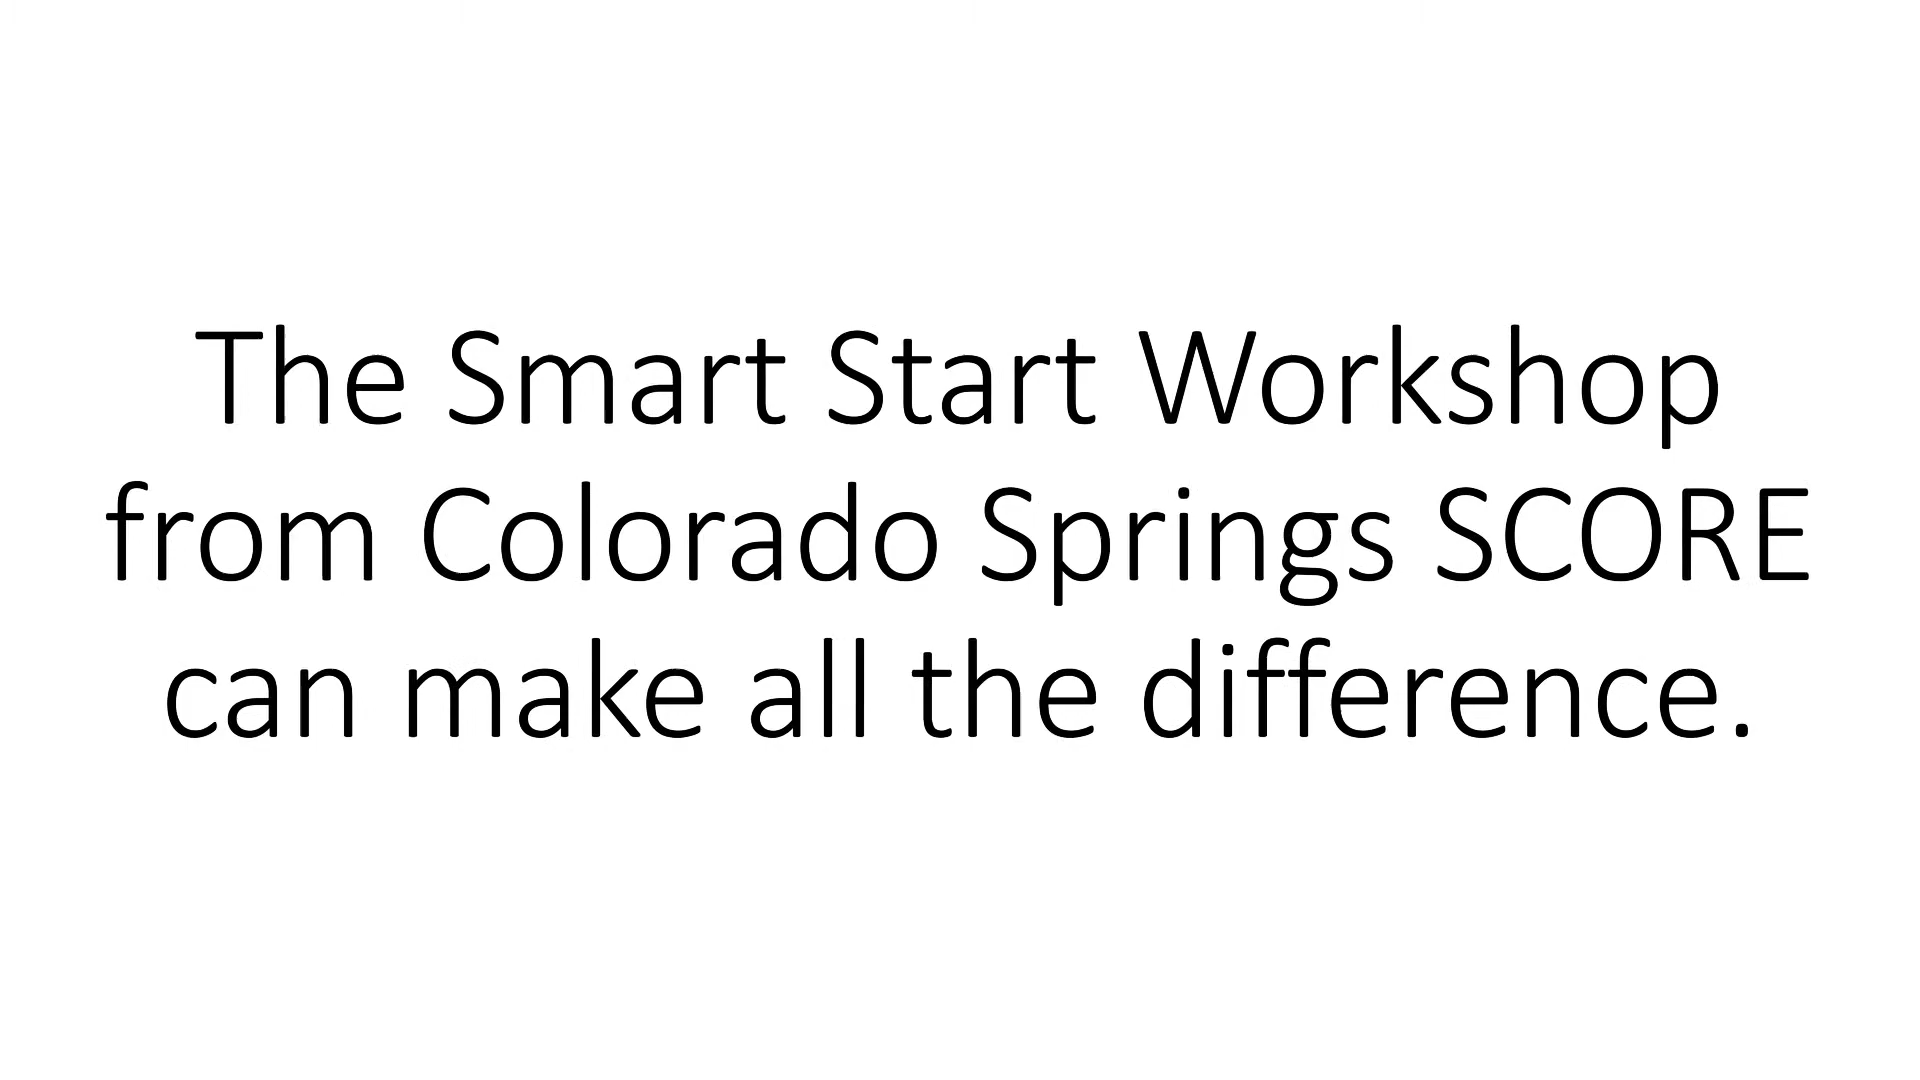 The Smart Start Workshop
from Colorado Springs SCORE
can make all the difference.